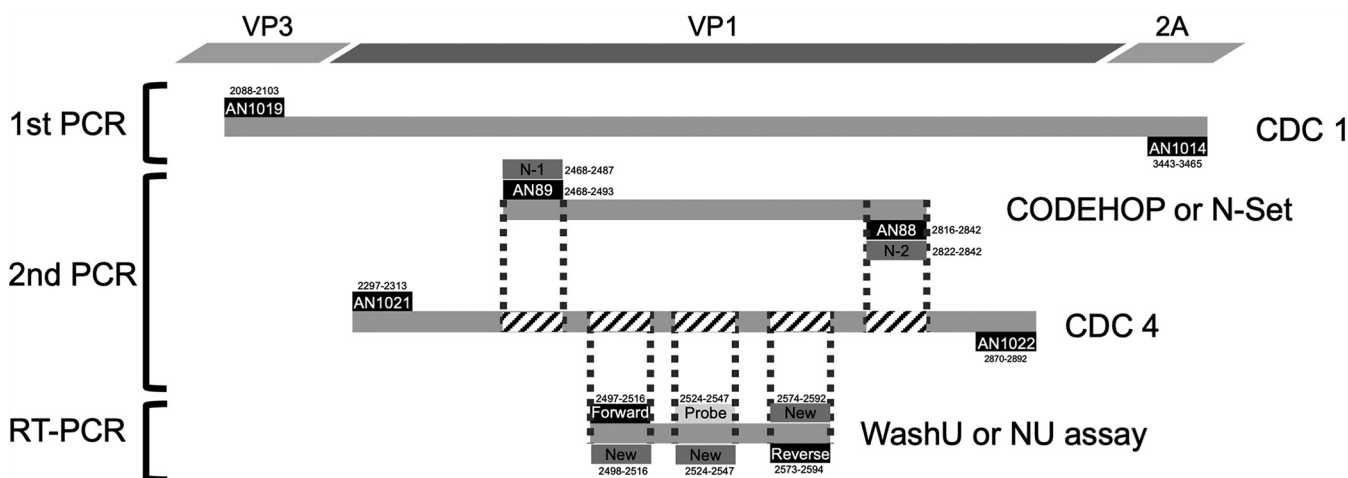 VP3 VP1 2A
1st PCR
2088-2103
AN1019
CDC 1
AN1014
3443-3465
2nd PCR
N-1 2468-2487
AN89 2468-2493
CODEHOP or N-Set
AN88 2816-2842
N-2 2822-2842
2297-2313
AN1021
CDC 4
AN1022
2870-2892
RT-PCR
2497-2516 2524-2547 2574-2592
Forward Probe New
WashU or NU assay
New New Reverse
2498-2516 2524-2547 2573-2594